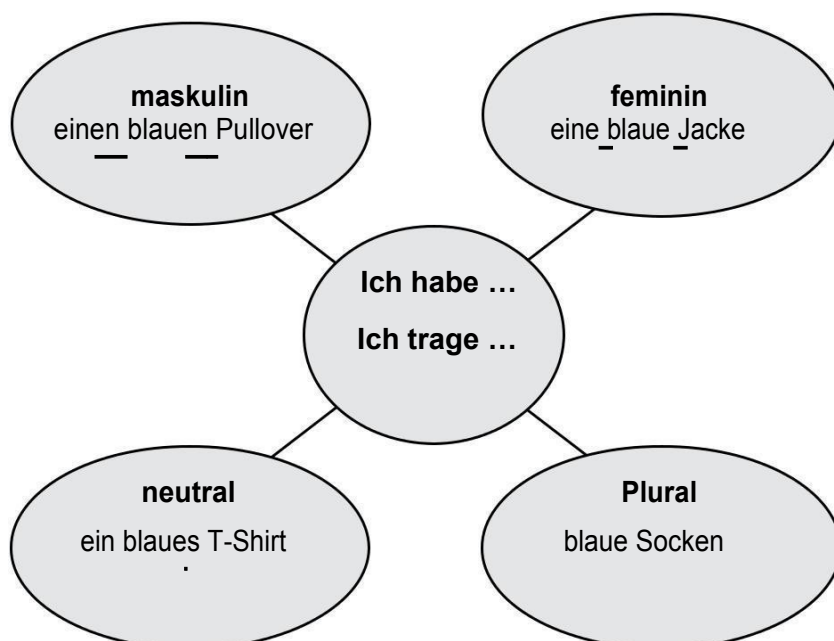 maskulin
einen blauen Pullover
feminin
eine blaue Jacke
Ich habe …
Ich trage …
neutral
ein blaues T-Shirt
Plural
blaue Socken